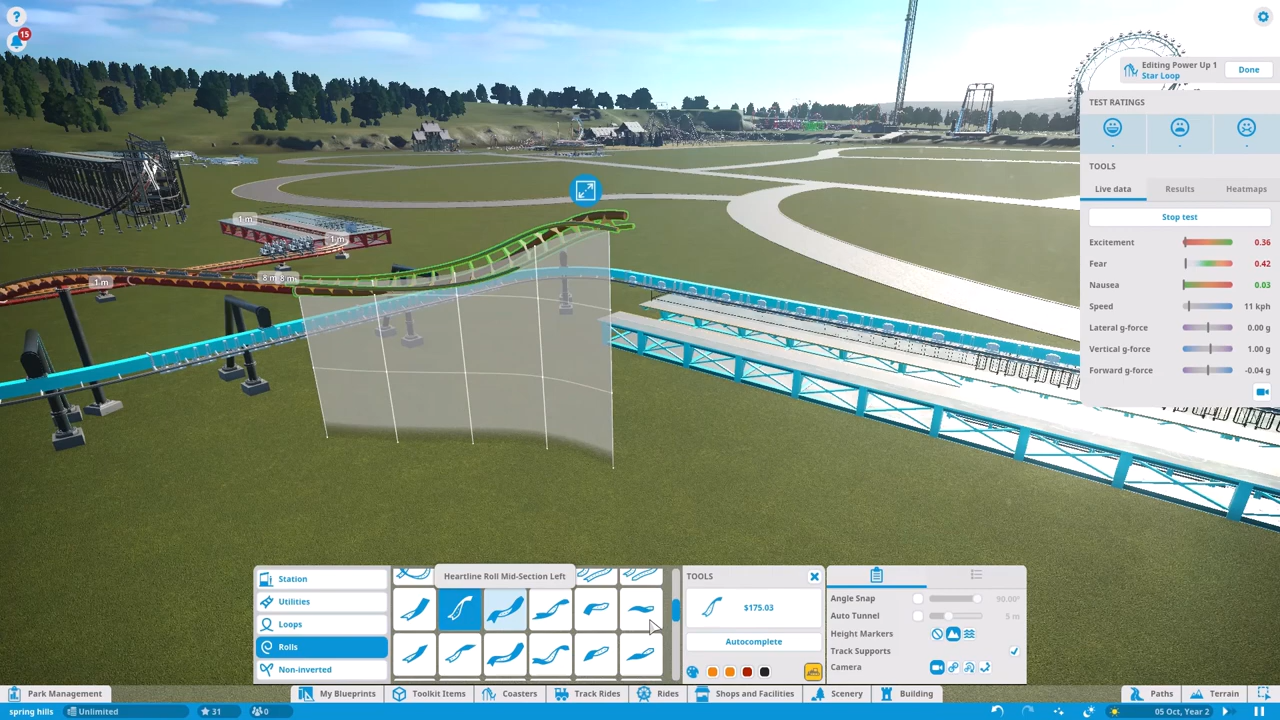 ?
15
Editing Power Up 1
Star Loop
Done
TEST RATINGS
-
-
-
TOOLS
Live data
Results
Heatmaps
Stop test
Excitement
0.36
Fear
0.42
Nausea
0.03
Speed
11 kph
Lateral g-force
0.00 g
Vertical g-force
1.00 g
Forward g-force
-0.04 g
1 m
1 m
1 m
8 m
Station
Utilities
Loops
Rolls
Non-inverted
Heartline Roll Mid-Section Left
TOOLS
$175.03
Autocomplete
Angle Snap
90.00°
Auto Tunnel
5 m
Height Markers
Track Supports
Camera
Park Management
My Blueprints
Toolkit Items
Coasters
Track Rides
Rides
Shops and Facilities
Scenery
Building
Paths
Terrain
spring hills
Unlimited
31
0
05 Oct, Year 2